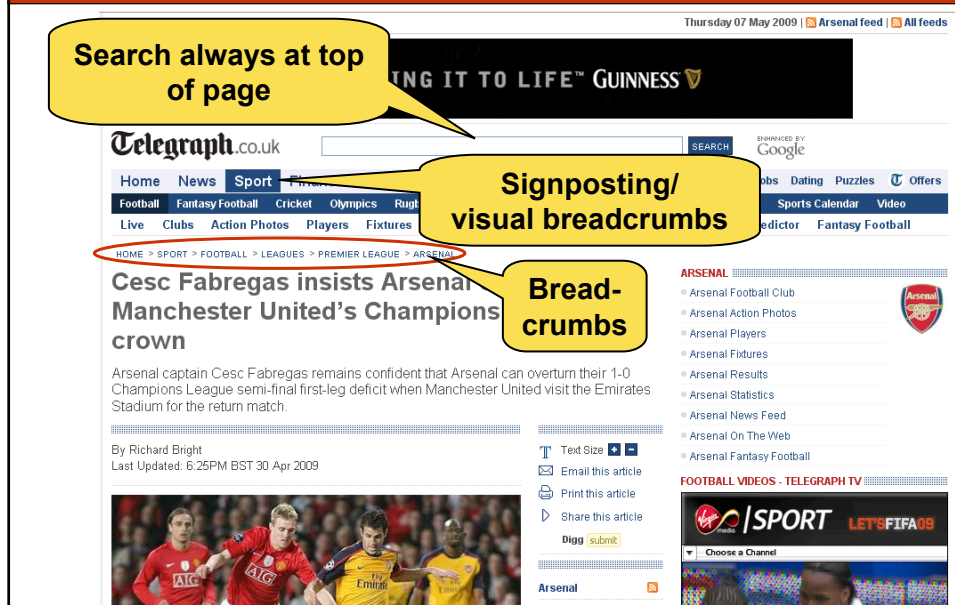 Thursday 07 May 2009 | Arsenal feed | All feeds
Search always at top
of page
ING IT TO LIFE™ GUINNESS
Telegraph.co.uk
SEARCH
ENHANCED BY
Google
Home News Sport
Dating Puzzles Offers
Signposting/
visual breadcrumbs
Football Fantasy Football Cricket Olympics
Sports Calendar Video
Live Clubs Action Photos Players Fixtures
Fantasy Football
HOME > SPORT > FOOTBALL > LEAGUES > PREMIER LEAGUE > ARSENAL
Bread-
crumbs
Cesc Fabregas insists Arsenal
Manchester United's Champions
crown
Arsenal captain Cesc Fabregas remains confident that Arsenal can overturn their 1-0
Champions League semi-final first-leg deficit when Manchester United visit the Emirates
Stadium for the return match.
By Richard Bright
Last Updated: 6:25PM BST 30 Apr 2009
T Text Size + -
Email this article
Print this article
Share this article
Digg submit
Arsenal
AIG
AIG
Emirates
ARSENAL
Arsenal Football Club
Arsenal Action Photos
Arsenal Players
Arsenal Fixtures
Arsenal Results
Arsenal Statistics
Arsenal News Feed
Arsenal On The Web
Arsenal Fantasy Football
Arsenal
FOOTBALL VIDEOS - TELEGRAPH TV
Virgin media SPORT LET'S FIFA09
Choose a Channel